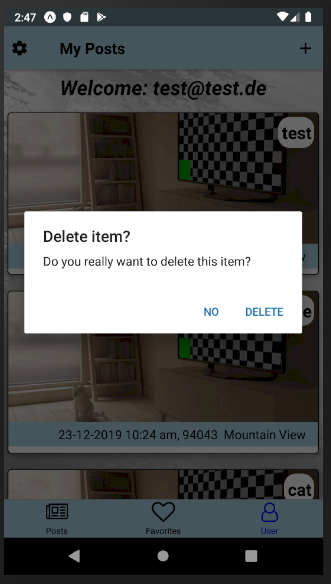 2:47
My Posts
Welcome: test@test.de
test
Delete item?
Do you really want to delete this item?
NO
DELETE
23-12-2019 10:24 am, 94043 Mountain View
cat
Posts
Favorites
User